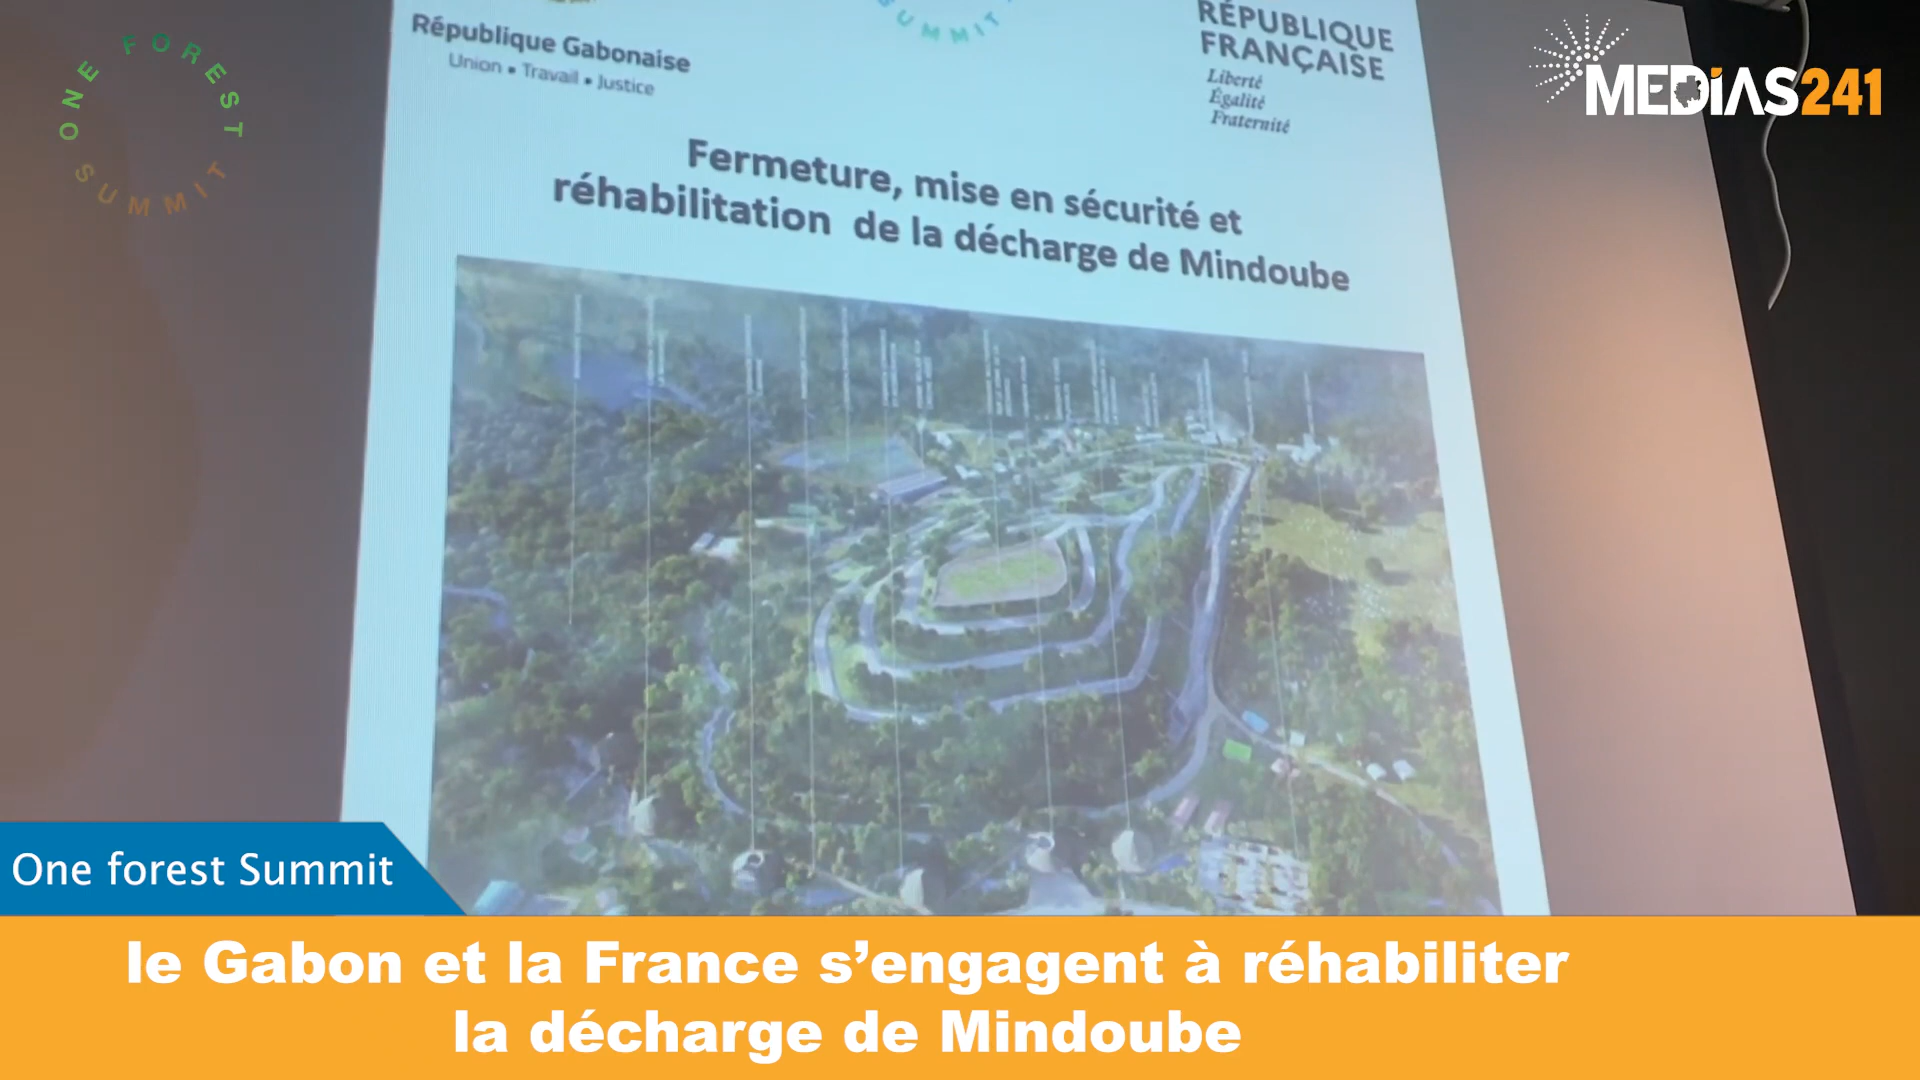 ONE FOREST SUMMIT
République Gabonaise
Union • Travail • Justice
SUMMIT
RÉPUBLIQUE
FRANÇAISE
Liberté
Égalité
Fraternité
MEDiAS241
Fermeture, mise en sécurité et
réhabilitation de la décharge de Mindoube
One forest Summit
le Gabon et la France s’engagent à réhabiliter
la décharge de Mindoube